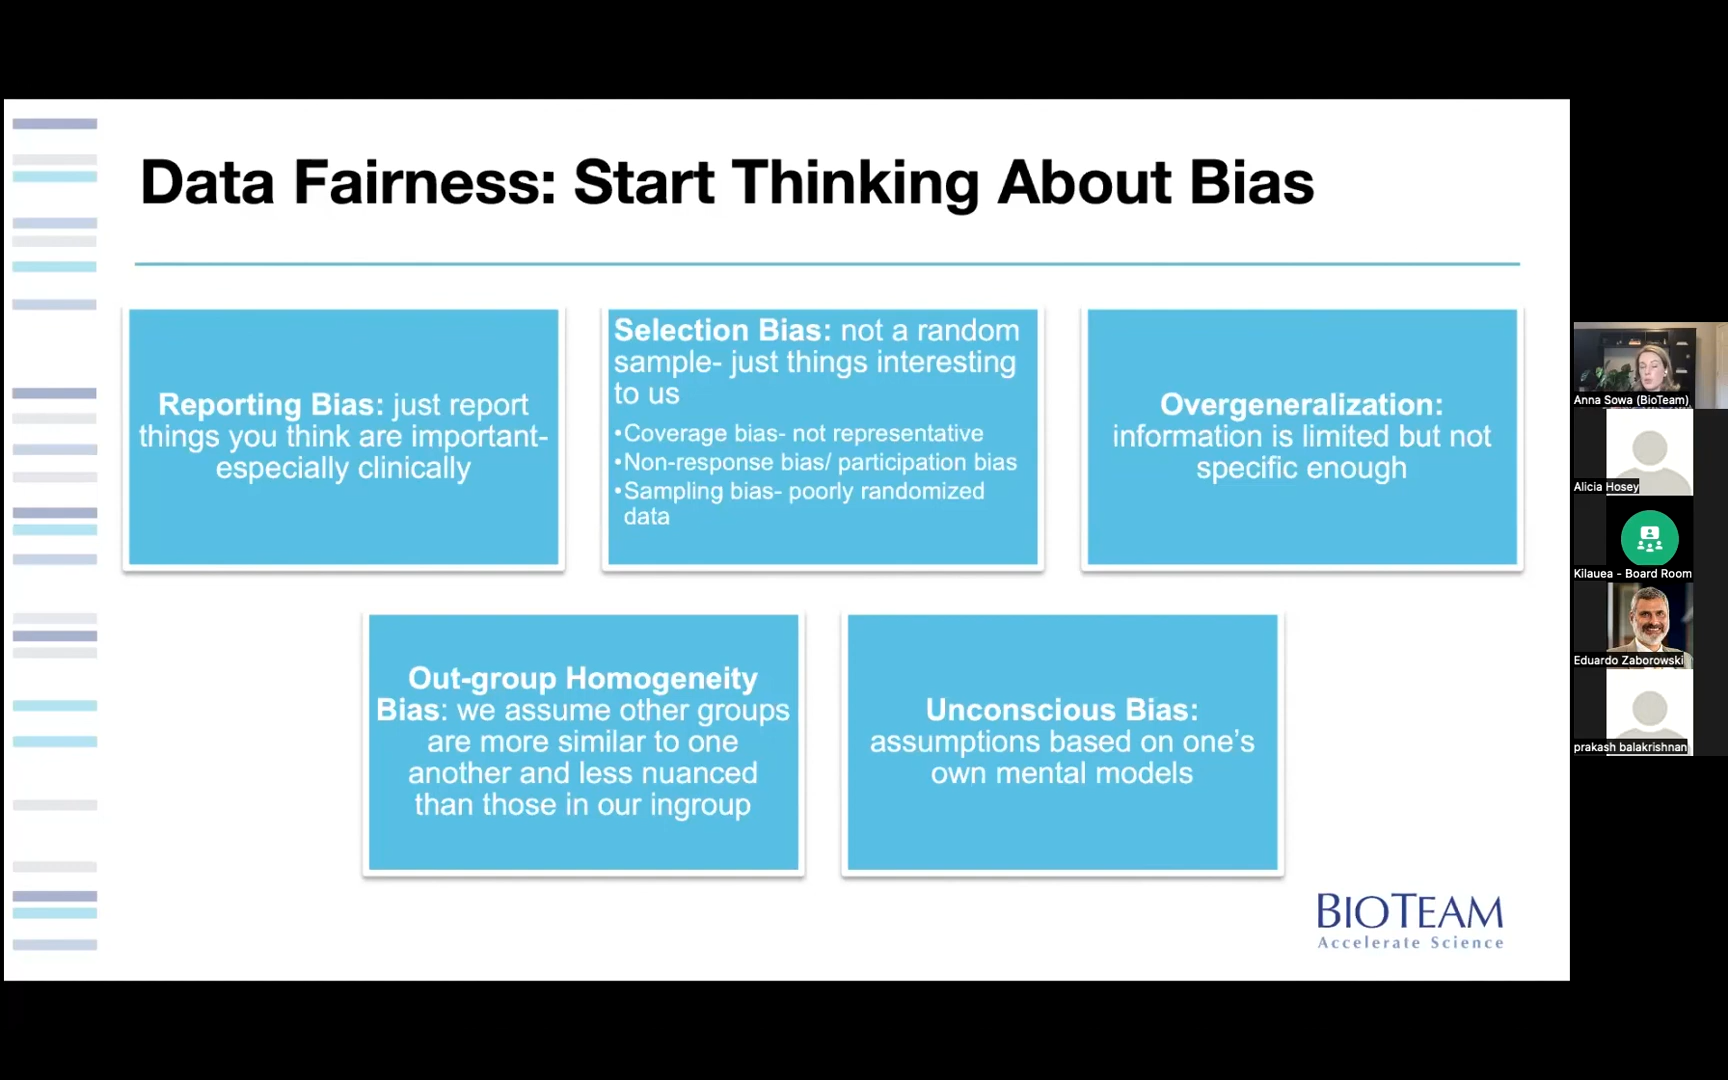 Data Fairness: Start Thinking About Bias
Reporting Bias: just report
things you think are important-
especially clinically
Selection Bias: not a random
sample- just things interesting
to us
•Coverage bias- not representative
•Non-response bias/ participation bias
•Sampling bias- poorly randomized
data
Overgeneralization:
information is limited but not
specific enough
Out-group Homogeneity
Bias: we assume other groups
are more similar to one
another and less nuanced
than those in our ingroup
Unconscious Bias:
assumptions based on one’s
own mental models
BIOTEAM
Accelerate Science
Anna Sowa (BioTeam)
Alicia Hosey
Kilauea - Board Room
Eduardo Zaborowski
prakash balakrishnan